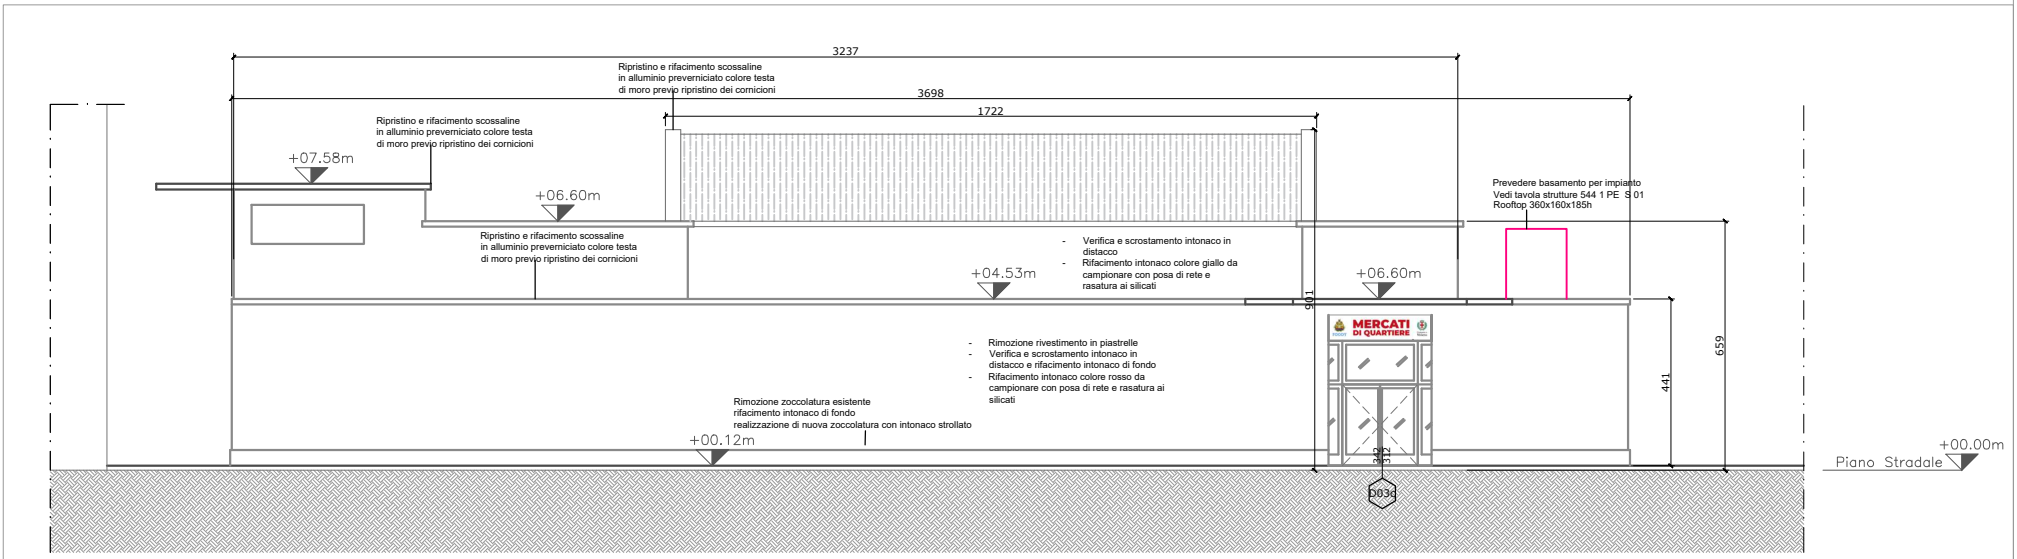 3237
Ripristino e rifacimento scossaline
in alluminio preverniciato colore testa
di moro previo ripristino dei cornicioni
3698
1722
Ripristino e rifacimento scossaline
in alluminio preverniciato colore testa
di moro previo ripristino dei cornicioni
+07.58m
+06.60m
Prevedere basamento per impianto
Vedi tavola strutture 544 1 PE S 01
Rooftop 360x160x185h
Ripristino e rifacimento scossaline
in alluminio preverniciato colore testa
di moro previo ripristino dei cornicioni
- Verifica e scrostamento intonaco in
distacco
- Rifacimento intonaco colore giallo da
campionare con posa di rete e
rasatura ai silicati
+04.53m
+06.60m
901
MERCATI
DI QUARTIERE
659
441
- Rimozione rivestimento in piastrelle
- Verifica e scrostamento intonaco in
distacco e rifacimento intonaco di fondo
- Rifacimento intonaco colore rosso da
campionare con posa di rete e rasatura ai
silicati
Rimozione zoccolatura esistente
rifacimento intonaco di fondo
realizzazione di nuova zoccolatura con intonaco strollato
+00.12m
342
312
D03c
+00.00m
Piano Stradale